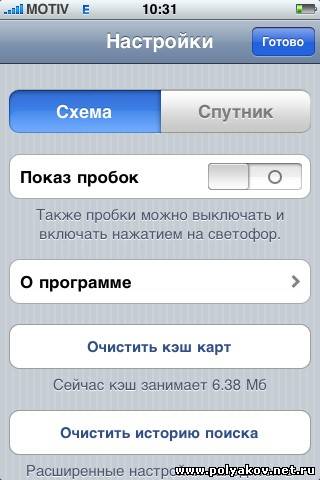 MOTIV E 10:31
Настройки Готово
Схема Спутник
Показ пробок
Также пробки можно выключать и
включать нажатием на светофор.
О программе
Очистить кэш карт
Сейчас кэш занимает 6.38 Мб
Очистить историю поиска
Расширенные настро
www.polyakov.net.ru